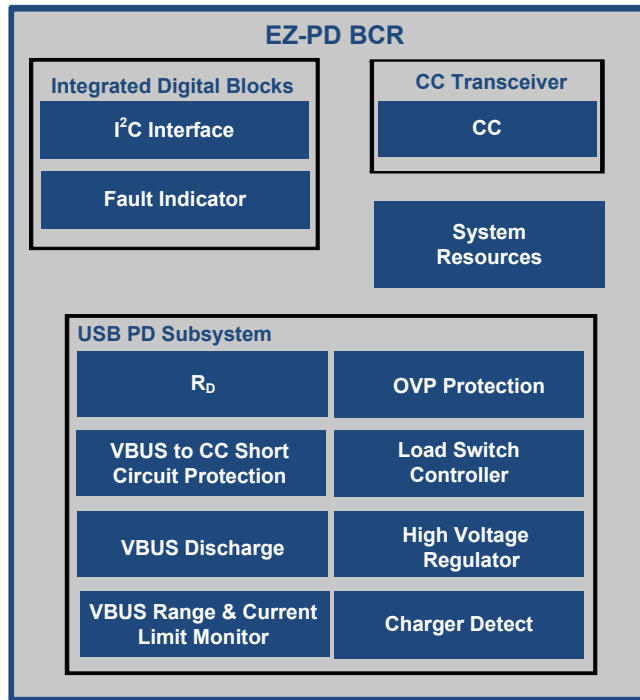 EZ-PD BCR
Integrated Digital Blocks
I²C Interface
Fault Indicator
CC Transceiver
CC
System
Resources
USB PD Subsystem
R_D
OVP Protection
VBUS to CC Short
Circuit Protection
Load Switch
Controller
VBUS Discharge
High Voltage
Regulator
VBUS Range & Current
Limit Monitor
Charger Detect